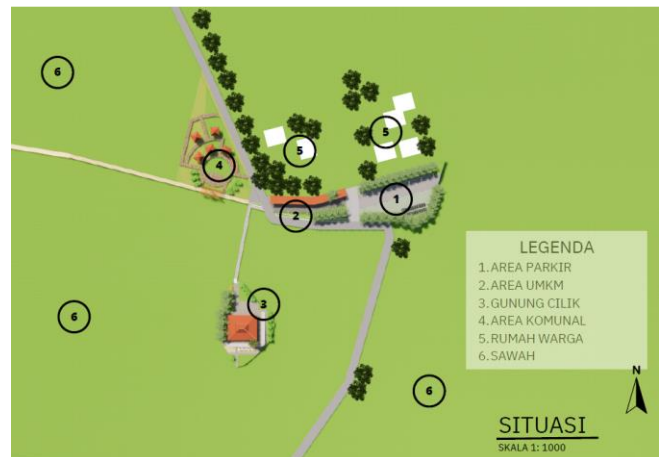 6
5
5
4
1
2
3
6
6
LEGENDA
1.AREA PARKIR
2.AREA UMKM
3.GUNUNG CILIK
4.AREA KOMUNAL
5.RUMAH WARGA
6.SAWAH
N
SITUASI
SKALA 1: 1000